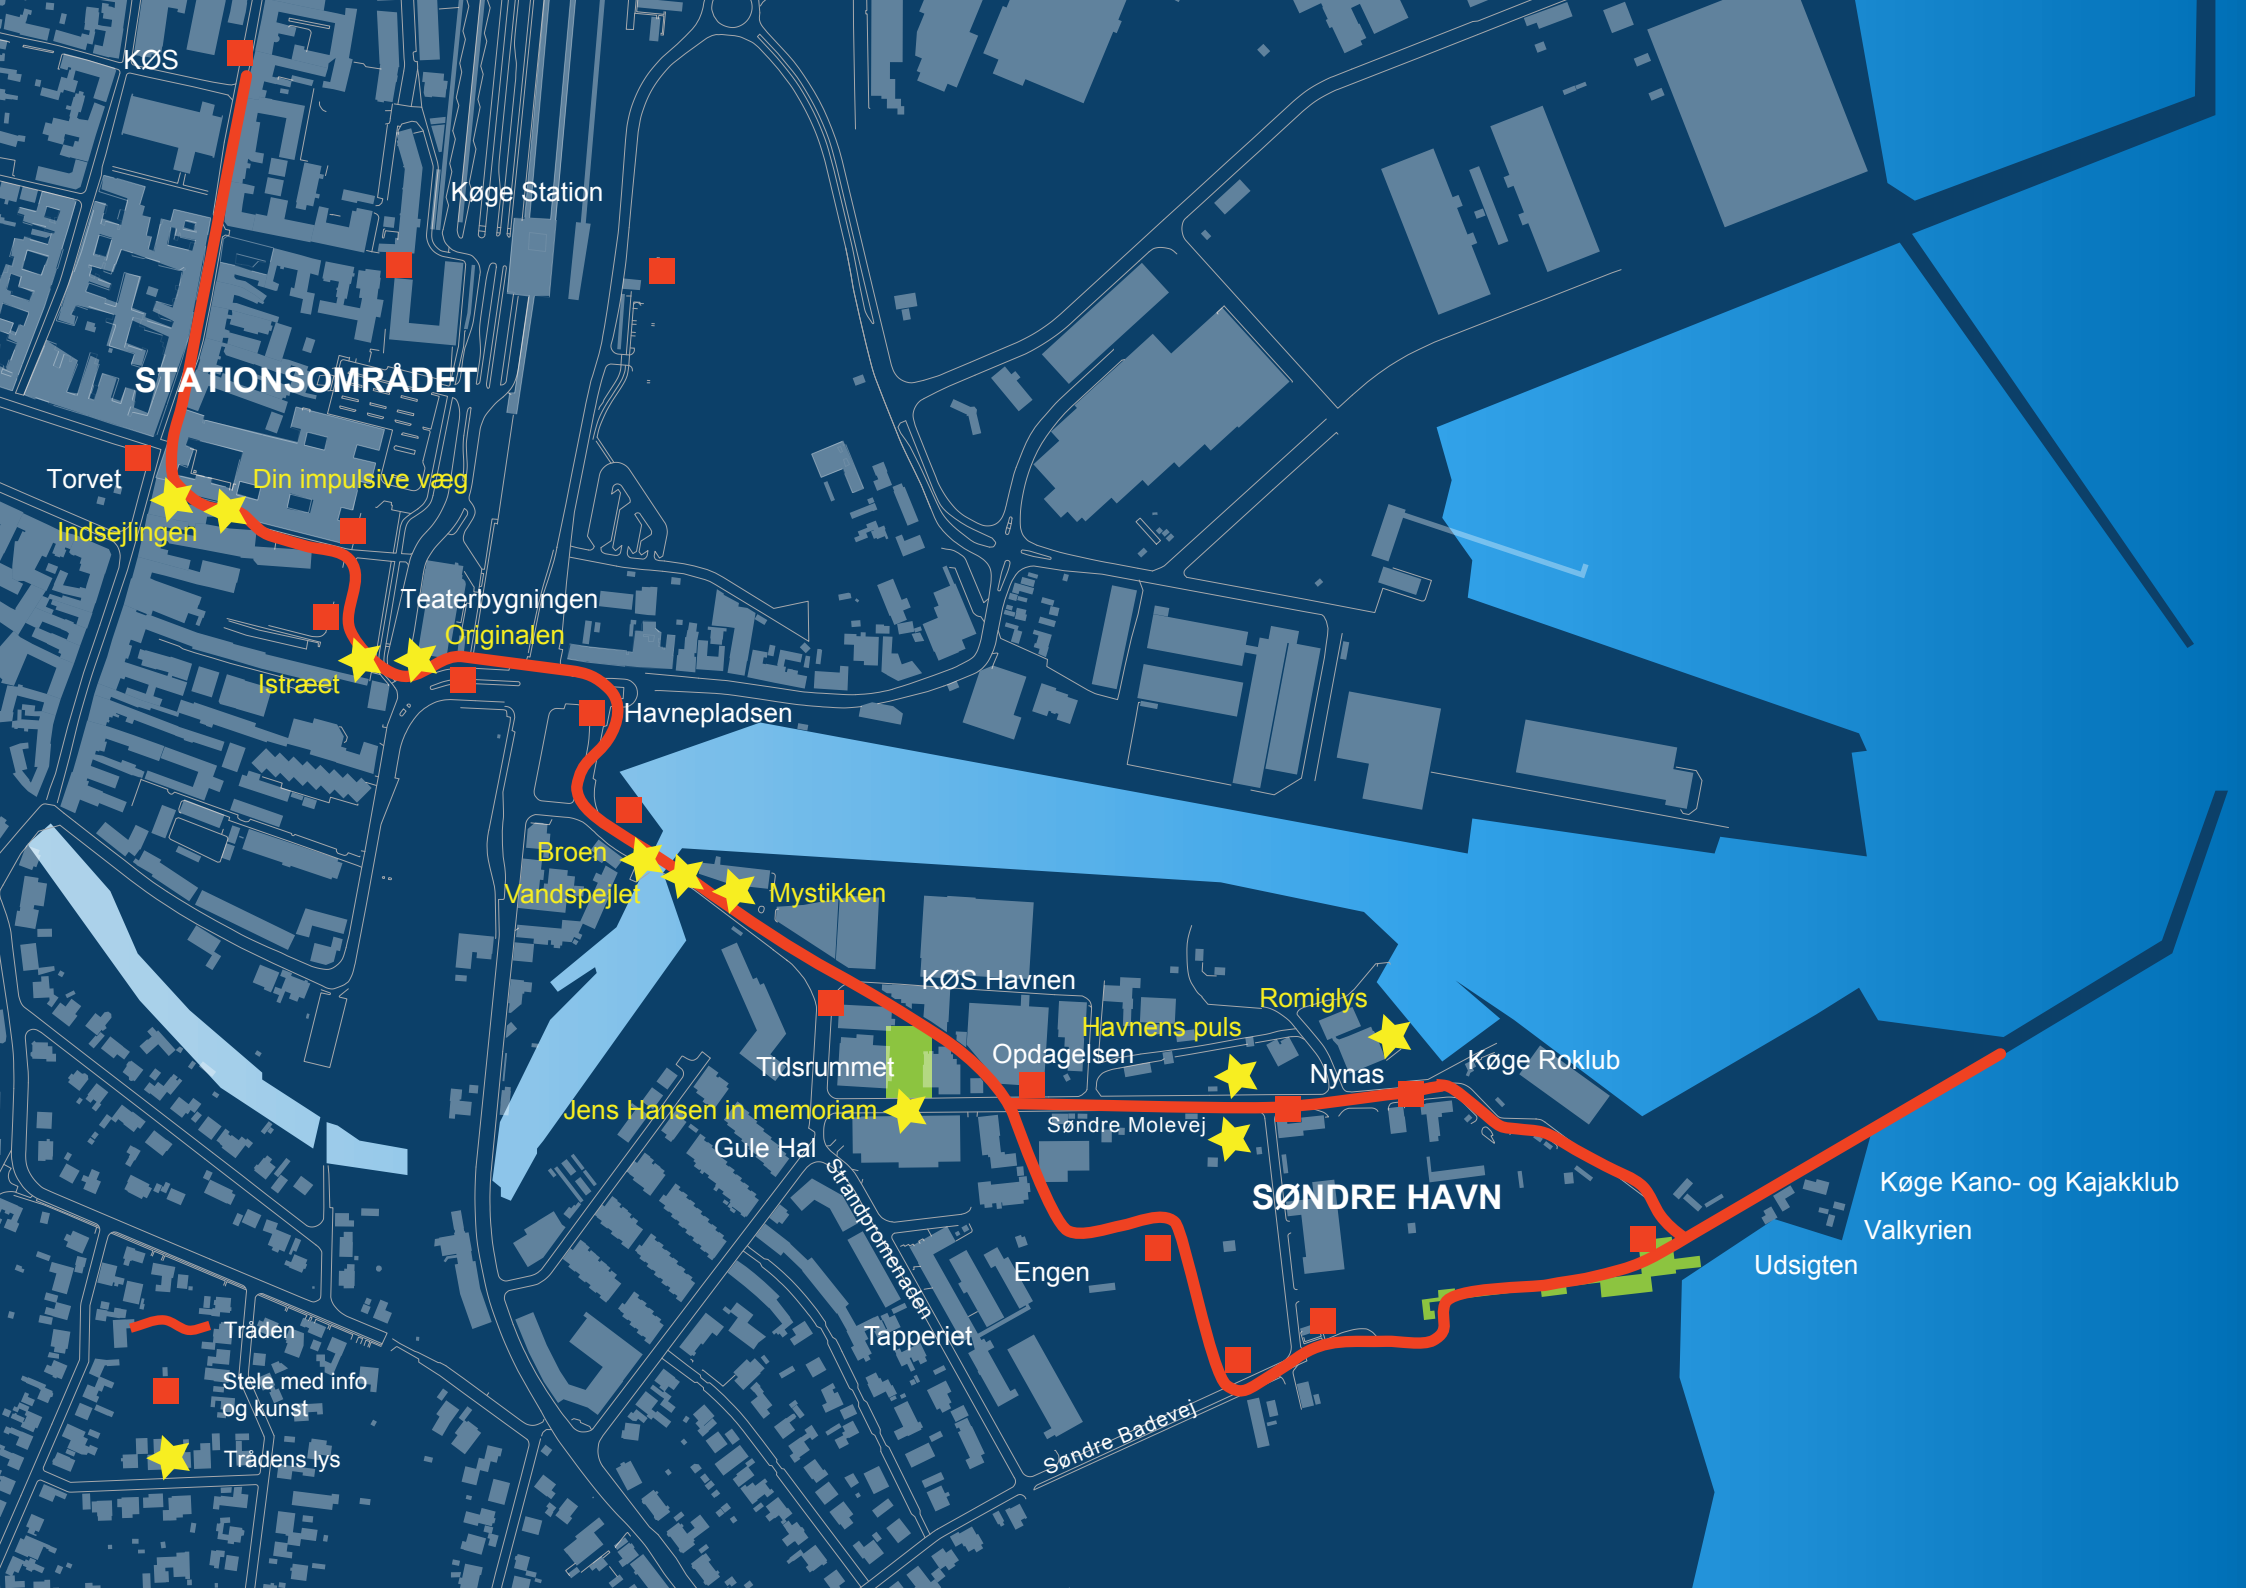 KØS
Køge Station
STATIONSOMRÅDET
Torvet
Din impulsive væg
Indsejlingen
Teaterbygningen
Originalen
Istræet
Havnepladsen
Broen
Vandspejlet
Mystikken
KØS Havnen
Romiglys
Havnens puls
Opdagelsen
Tidsrummet
Nynas
Køge Roklub
Jens Hansen in memoriam
Søndre Molevej
Gule Hal
Strandpromenaden
SØNDRE HAVN
Køge Kano- og Kajakklub
Valkyrien
Udsigten
Engen
Tapperiet
Søndre Badevej
Tråden
Stele med info
og kunst
Trådens lys